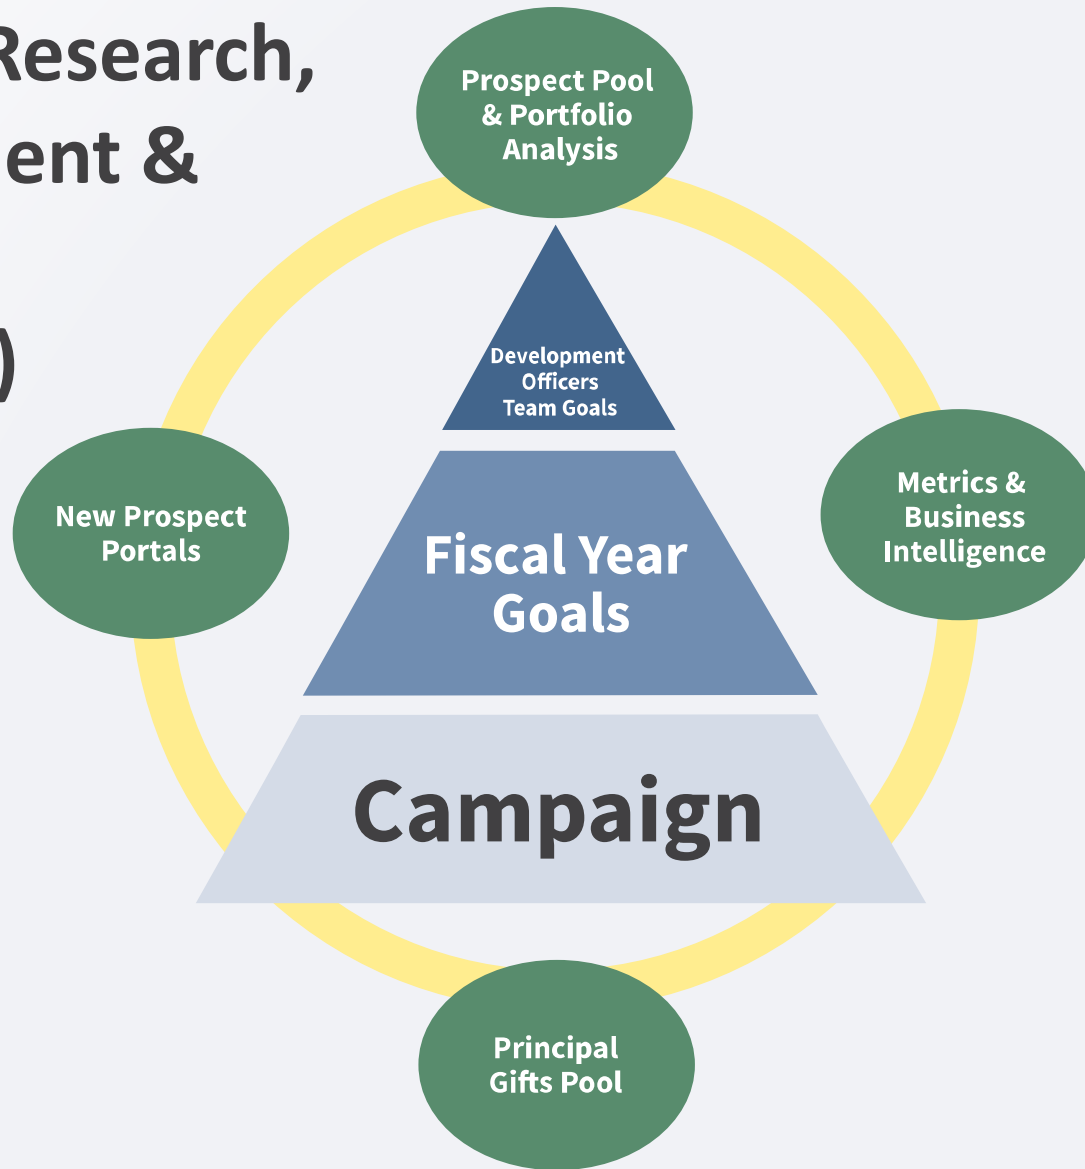 Research,
&
)
Prospect Pool
& Portfolio
Analysis
Development
Officers
Team Goals
New Prospect
Portals
Metrics &
Business
Intelligence
Fiscal Year
Goals
Campaign
Principal
Gifts Pool